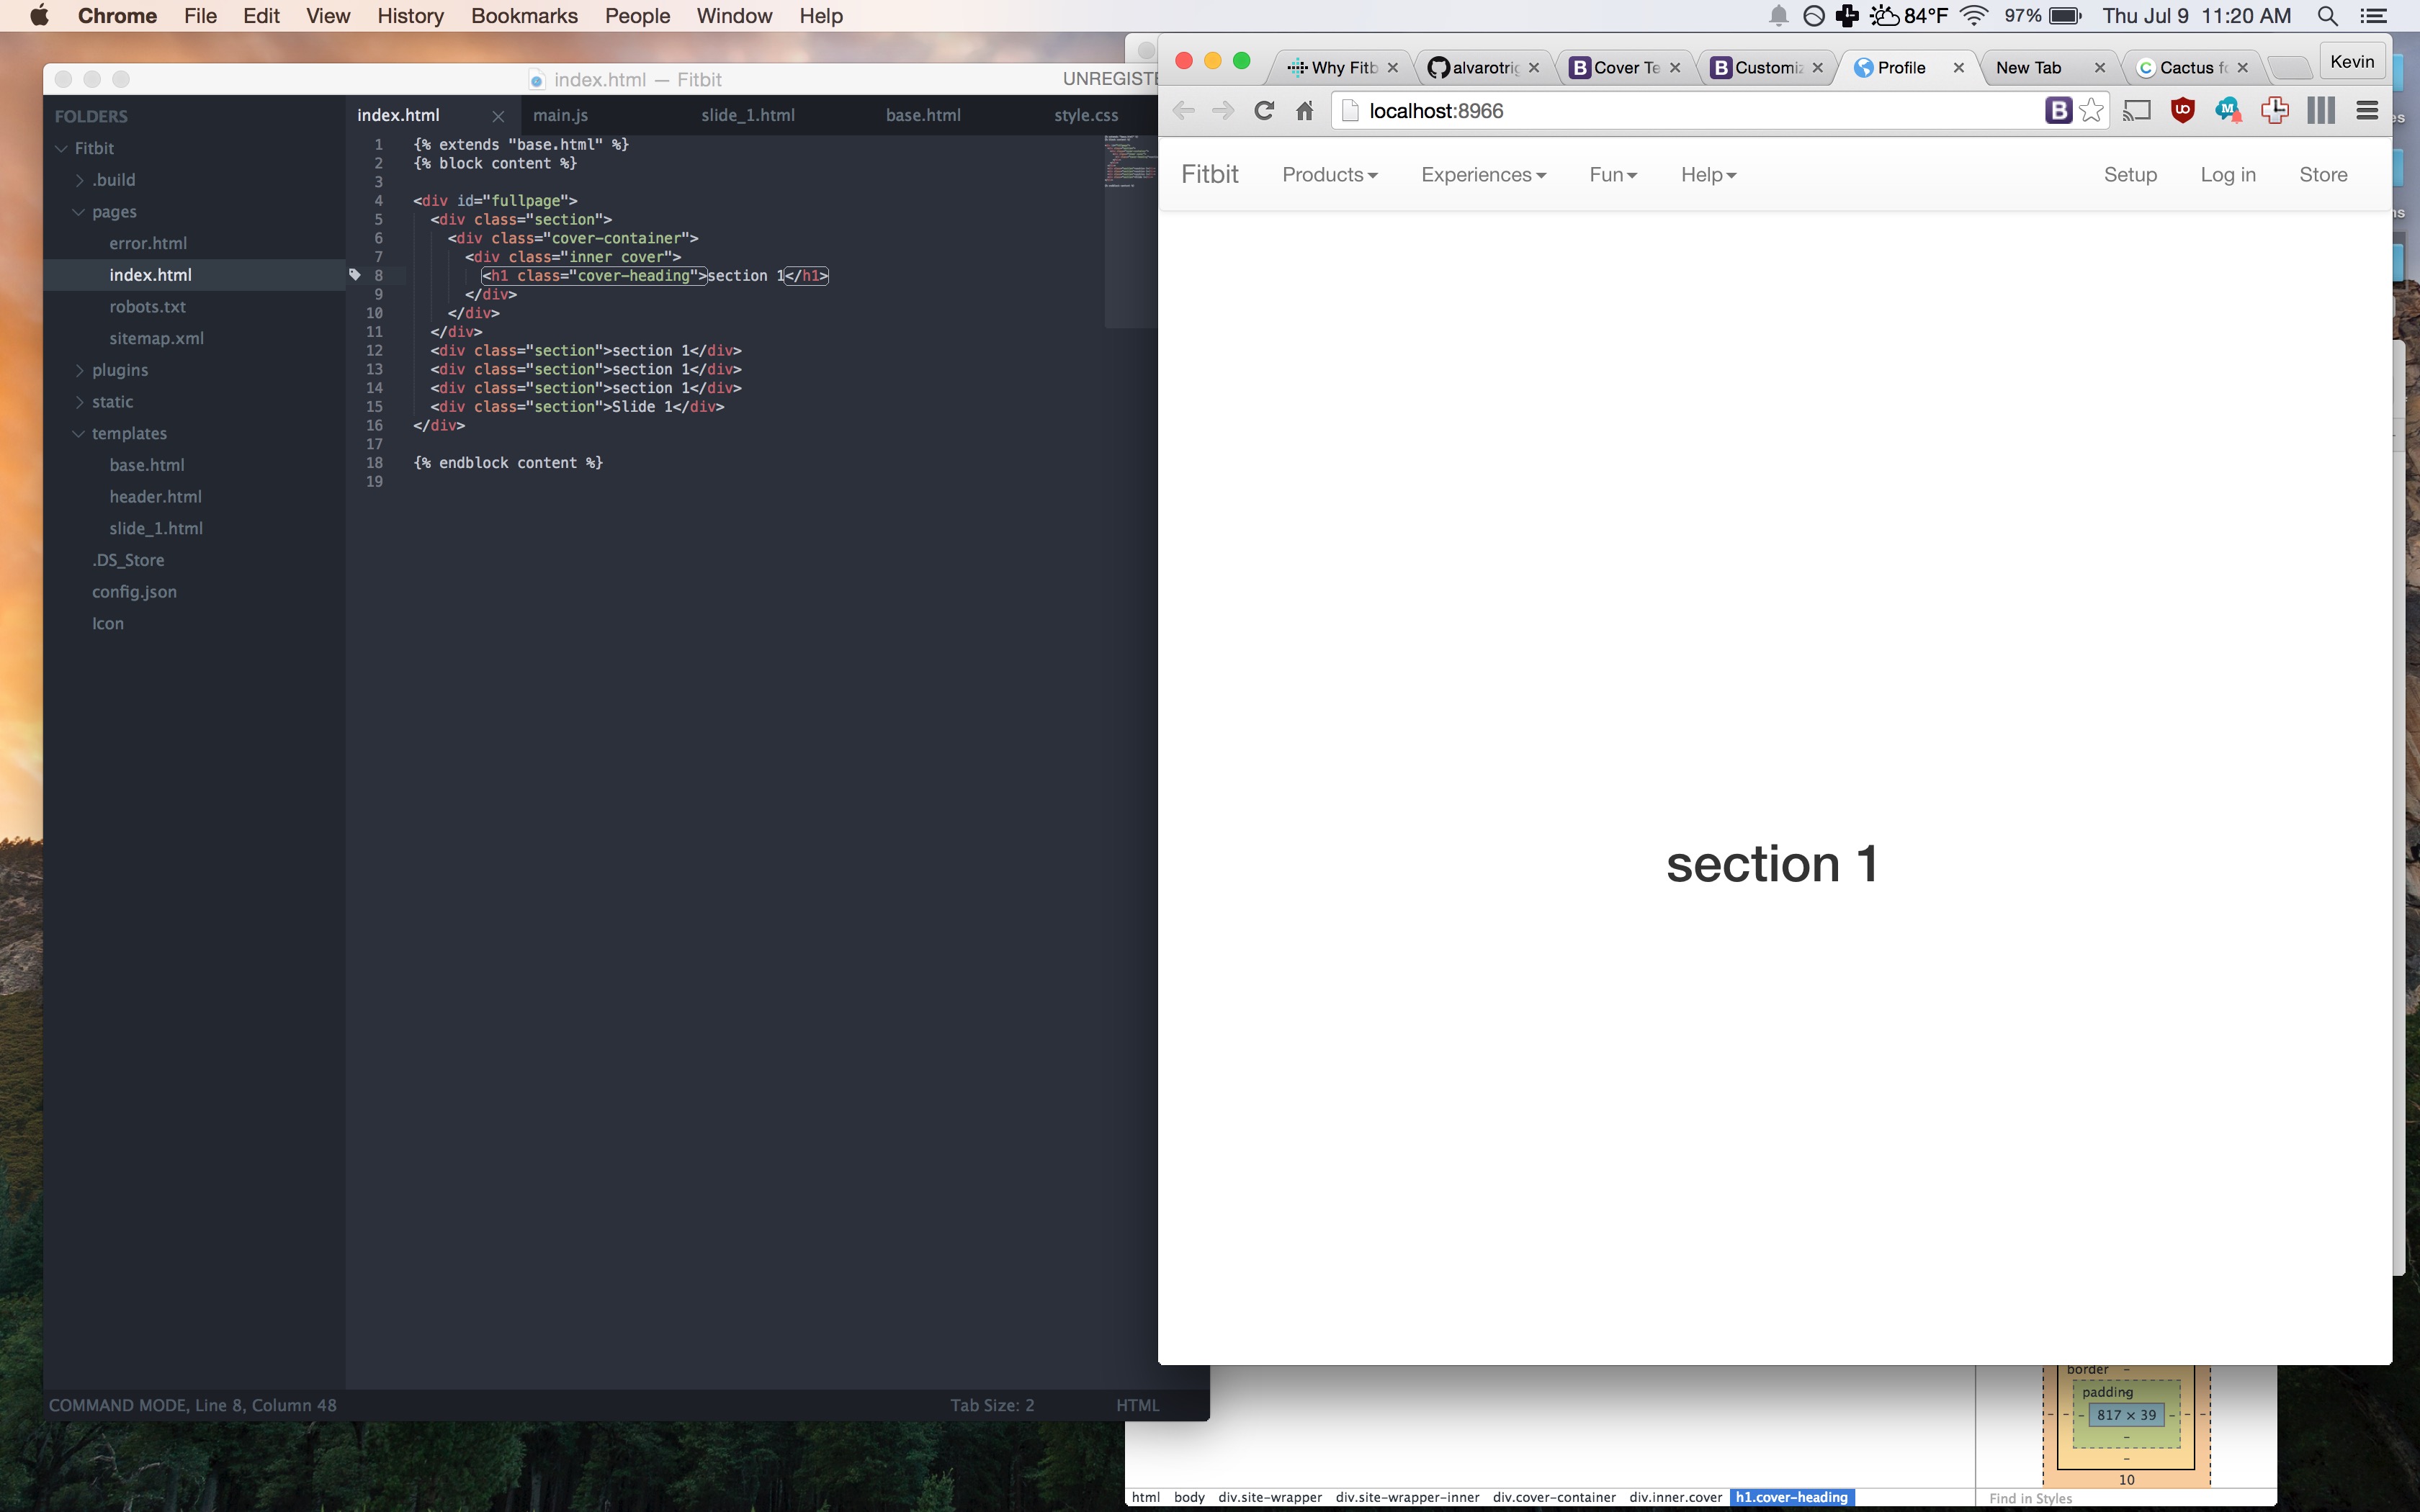 Chrome File Edit View History Bookmarks People Window Help
84°F 97% Thu Jul 9 11:20 AM
index.html — Fitbit
UNREGISTE
FOLDERS
Fitbit
.build
pages
error.html
index.html
robots.txt
sitemap.xml
plugins
static
templates
base.html
header.html
slide_1.html
.DS_Store
config.json
Icon
index.html main.js slide_1.html base.html style.css
1 {% extends "base.html" %}
2 {% block content %}
3
4 <div id="fullpage">
5 <div class="section">
6 <div class="cover-container">
7 <div class="inner cover">
8 <h1 class="cover-heading">section 1</h1>
9 </div>
10 </div>
11 </div>
12 <div class="section">section 1</div>
13 <div class="section">section 1</div>
14 <div class="section">section 1</div>
15 <div class="section">Slide 1</div>
16 </div>
17
18 {% endblock content %}
19
COMMAND MODE, Line 8, Column 48 Tab Size: 2 HTML
Why Fitb alvarotrig Cover Te Customiz Profile New Tab Cactus fo Kevin
localhost:8966
Fitbit Products Experiences Fun Help Setup Log in Store
section 1
border –
padding
817 × 39
10
html body div.site-wrapper div.site-wrapper-inner div.cover-container div.inner.cover h1.cover-heading
Find in Styles